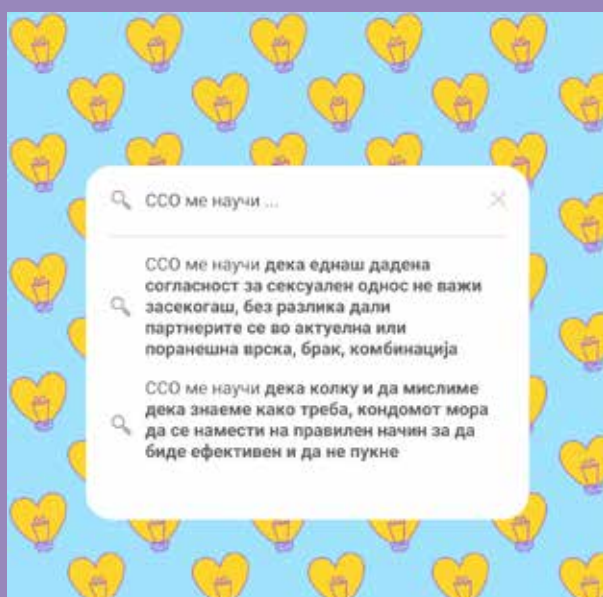 ССО ме научи ...
ССО ме научи дека еднаш дадена
согласност за сексуален однос не важи
засекогаш, без разлика дали
партнерите се во актуелна или
поранешна врска, брак, комбинација
ССО ме научи дека колку и да мислиме
дека знаеме како треба, кондомот мора
да се намести на правилен начин за да
биде ефективен и да не пукне